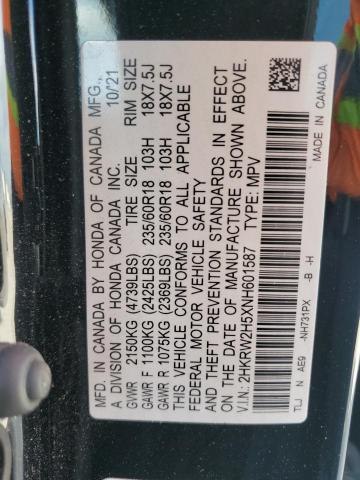 MFD. IN CANADA BY HONDA OF CANADA MFG.,
A DIVISION OF HONDA CANADA INC. 10/21
GVWR 2150KG (4739LBS) TIRE SIZE RIM SIZE
GAWR F 1100KG (2425LBS) 235/60R18 103H 18X7.5J
GAWR R 1075KG (2369LBS) 235/60R18 103H 18X7.5J
THIS VEHICLE CONFORMS TO ALL APPLICABLE
FEDERAL MOTOR VEHICLE SAFETY
AND THEFT PREVENTION STANDARDS IN EFFECT
ON THE DATE OF MANUFACTURE SHOWN ABOVE.
V.I.N.: 2HKRW2H5XNH601587 TYPE: MPV
TLJ N AE9 -NH731PX -B -H MADE IN CANADA